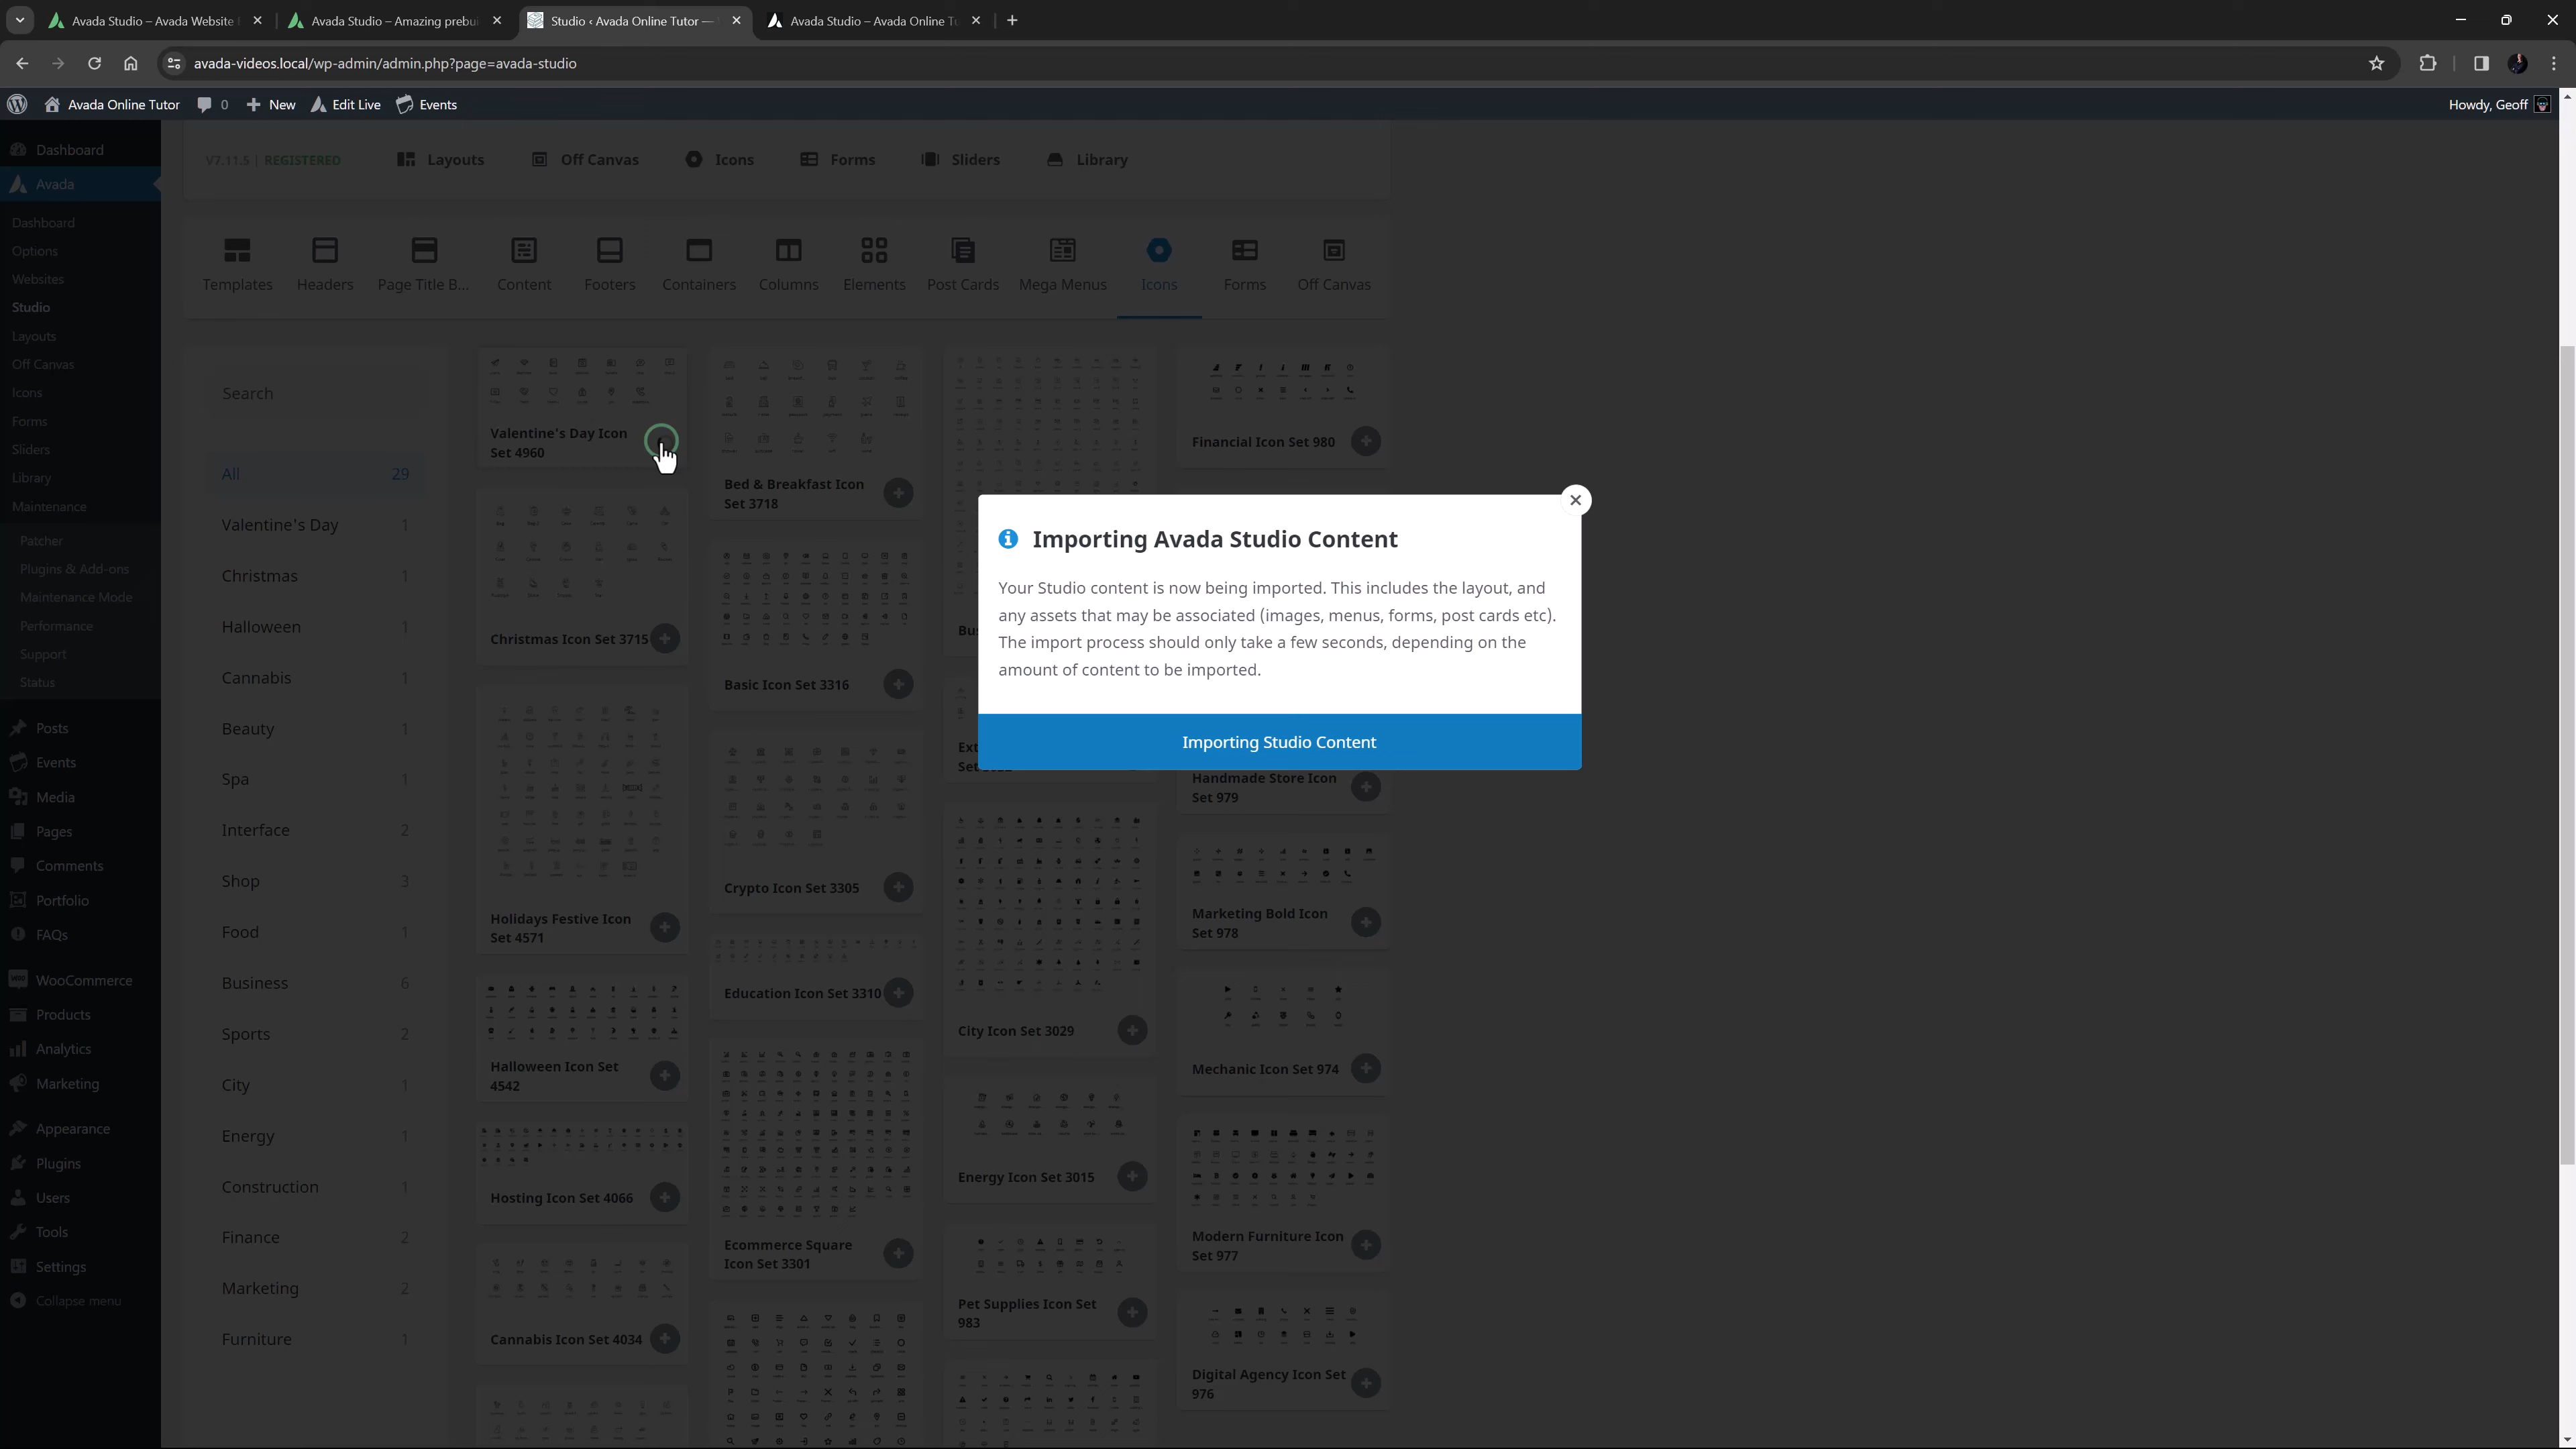 Avada Studio – Avada Website
Avada Studio – Amazing prebui
Studio ‹ Avada Online Tutor —
Avada Studio – Avada Online T
avada-videos.local/wp-admin/admin.php?page=avada-studio
Avada Online Tutor
0
New
Edit Live
Events
Howdy, Geoff
Dashboard
Avada
Dashboard
Options
Websites
Studio
Layouts
Off Canvas
Icons
Forms
Sliders
Library
Maintenance
Patcher
Plugins & Add-ons
Maintenance Mode
Performance
Support
Status
Posts
Events
Media
Pages
Comments
Portfolio
FAQs
WooCommerce
Products
Analytics
Marketing
Appearance
Plugins
Users
Tools
Settings
Collapse menu
V7.11.5 | REGISTERED
Layouts
Off Canvas
Icons
Forms
Sliders
Library
Templates
Headers
Page Title B...
Content
Footers
Containers
Columns
Elements
Post Cards
Mega Menus
Icons
Forms
Off Canvas
Search
All 29
Valentine's Day 1
Christmas 1
Halloween 1
Cannabis 1
Beauty 1
Spa 1
Interface 2
Shop 3
Food 1
Business 6
Sports 2
City 1
Energy 1
Construction 1
Finance 2
Marketing 2
Furniture 1
Valentine's Day Icon
Set 4960
Christmas Icon Set 3715
Holidays Festive Icon
Set 4571
Halloween Icon Set
4542
Hosting Icon Set 4066
Cannabis Icon Set 4034
Bed & Breakfast Icon
Set 3718
Basic Icon Set 3316
Crypto Icon Set 3305
Education Icon Set 3310
Ecommerce Square
Icon Set 3301
City Icon Set 3029
Energy Icon Set 3015
Pet Supplies Icon Set
983
Financial Icon Set 980
Handmade Store Icon
Set 979
Marketing Bold Icon
Set 978
Mechanic Icon Set 974
Modern Furniture Icon
Set 977
Digital Agency Icon Set
976
Importing Avada Studio Content
Your Studio content is now being imported. This includes the layout, and
any assets that may be associated (images, menus, forms, post cards etc).
The import process should only take a few seconds, depending on the
amount of content to be imported.
Importing Studio Content